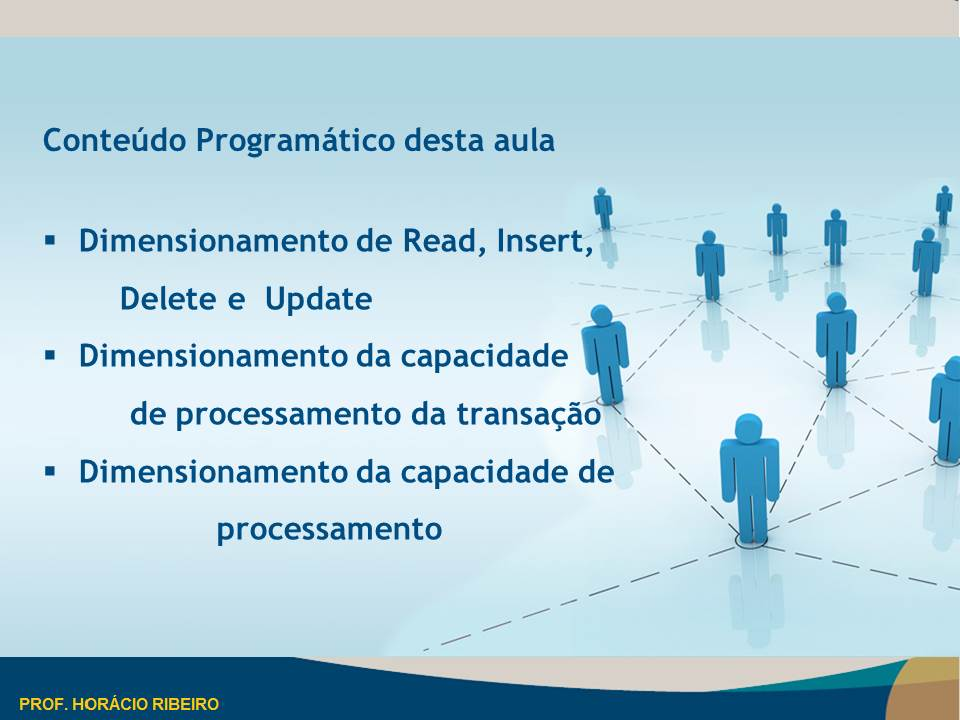 Conteúdo Programático desta aula
▪ Dimensionamento de Read, Insert,
Delete e Update
▪ Dimensionamento da capacidade
de processamento da transação
▪ Dimensionamento da capacidade de
processamento
PROF. HORÁCIO RIBEIRO